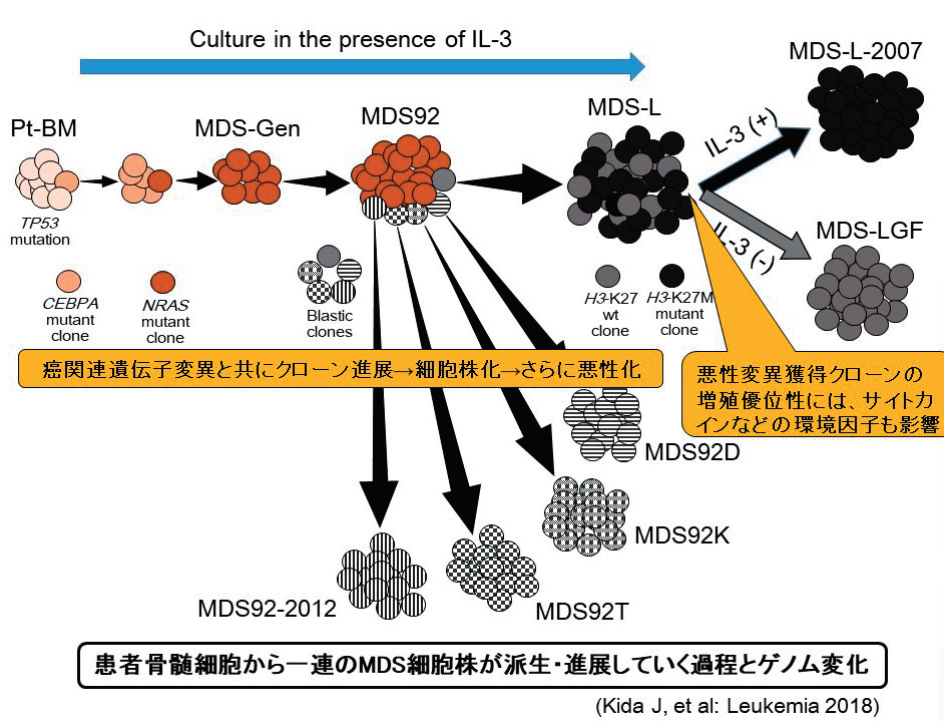 Culture in the presence of IL-3
MDS-L-2007
Pt-BM
MDS-Gen
MDS92
MDS-L
IL-3 (+)
TP53
mutation
IL-3 (-)
MDS-LGF
CEBPA
mutant
clone
NRAS
mutant
clone
Blastic
clones
H3-K27
wt
clone
H3-K27M
mutant
clone
癌関連遺伝子変異と共にクローン進展→細胞株化→さらに悪性化
悪性変異獲得クローンの
増殖優位性には、サイトカ
インなどの環境因子も影響
MDS92D
MDS92K
MDS92T
MDS92-2012
患者骨髄細胞から一連のMDS細胞株が派生・進展していく過程とゲノム変化
(Kida J, et al: Leukemia 2018)